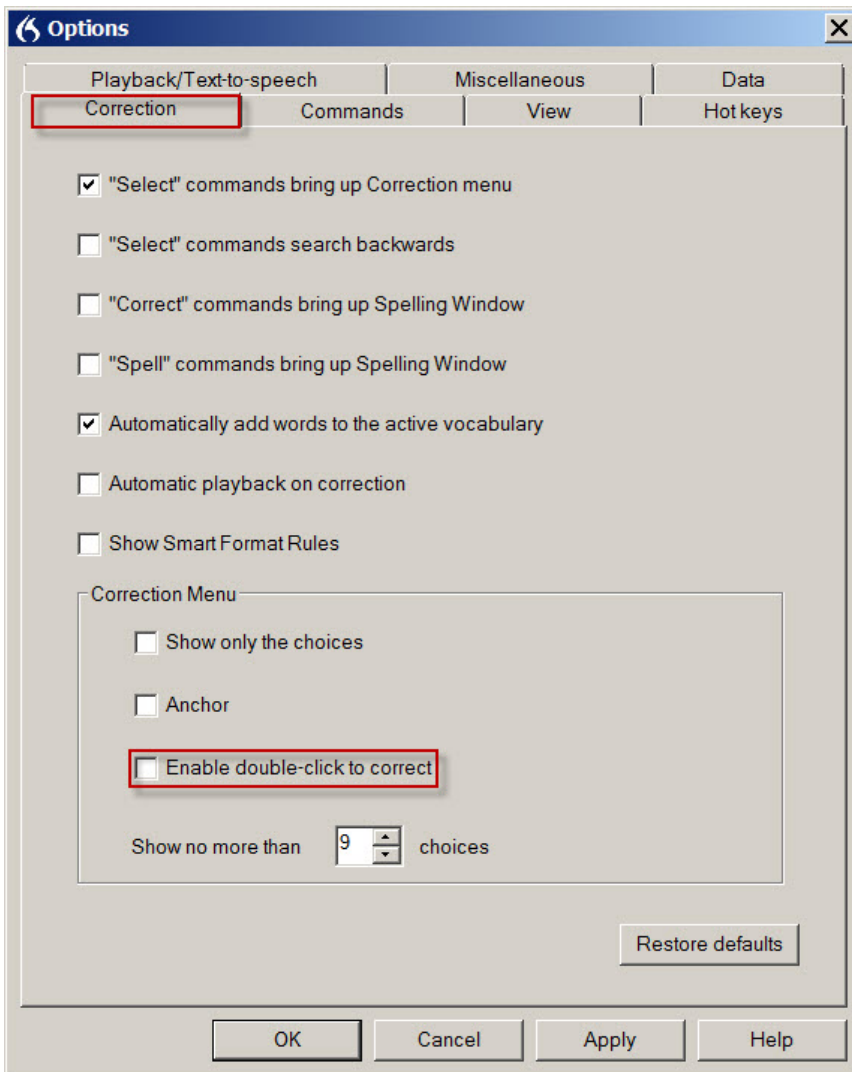 Options
Playback/Text-to-speech Miscellaneous Data
Correction Commands View Hot keys
"Select" commands bring up Correction menu
"Select" commands search backwards
"Correct" commands bring up Spelling Window
"Spell" commands bring up Spelling Window
Automatically add words to the active vocabulary
Automatic playback on correction
Show Smart Format Rules
Correction Menu
Show only the choices
Anchor
Enable double-click to correct
Show no more than 9 choices
Restore defaults
OK Cancel Apply Help